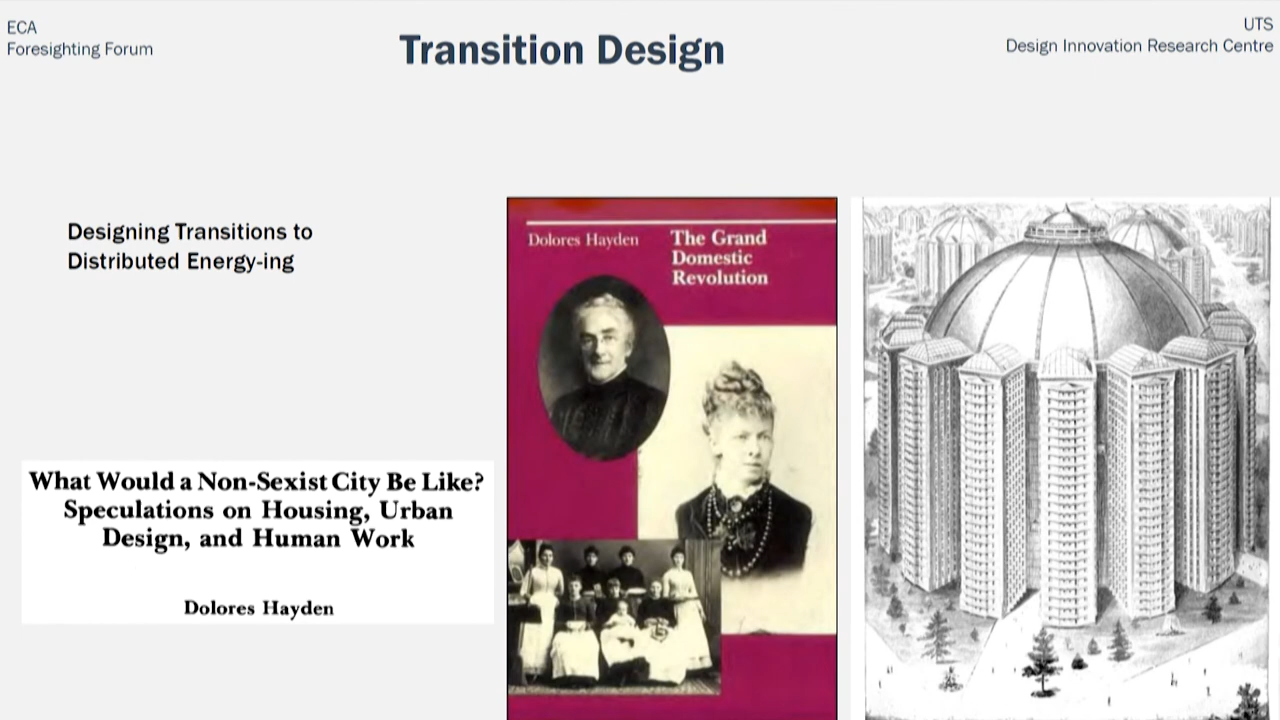 ECA
Foresighting Forum
Transition Design
UTS
Design Innovation Research Centre
Designing Transitions to
Distributed Energy-ing
What Would a Non-Sexist City Be Like?
Speculations on Housing, Urban
Design, and Human Work
Dolores Hayden
Dolores Hayden
The Grand
Domestic
Revolution